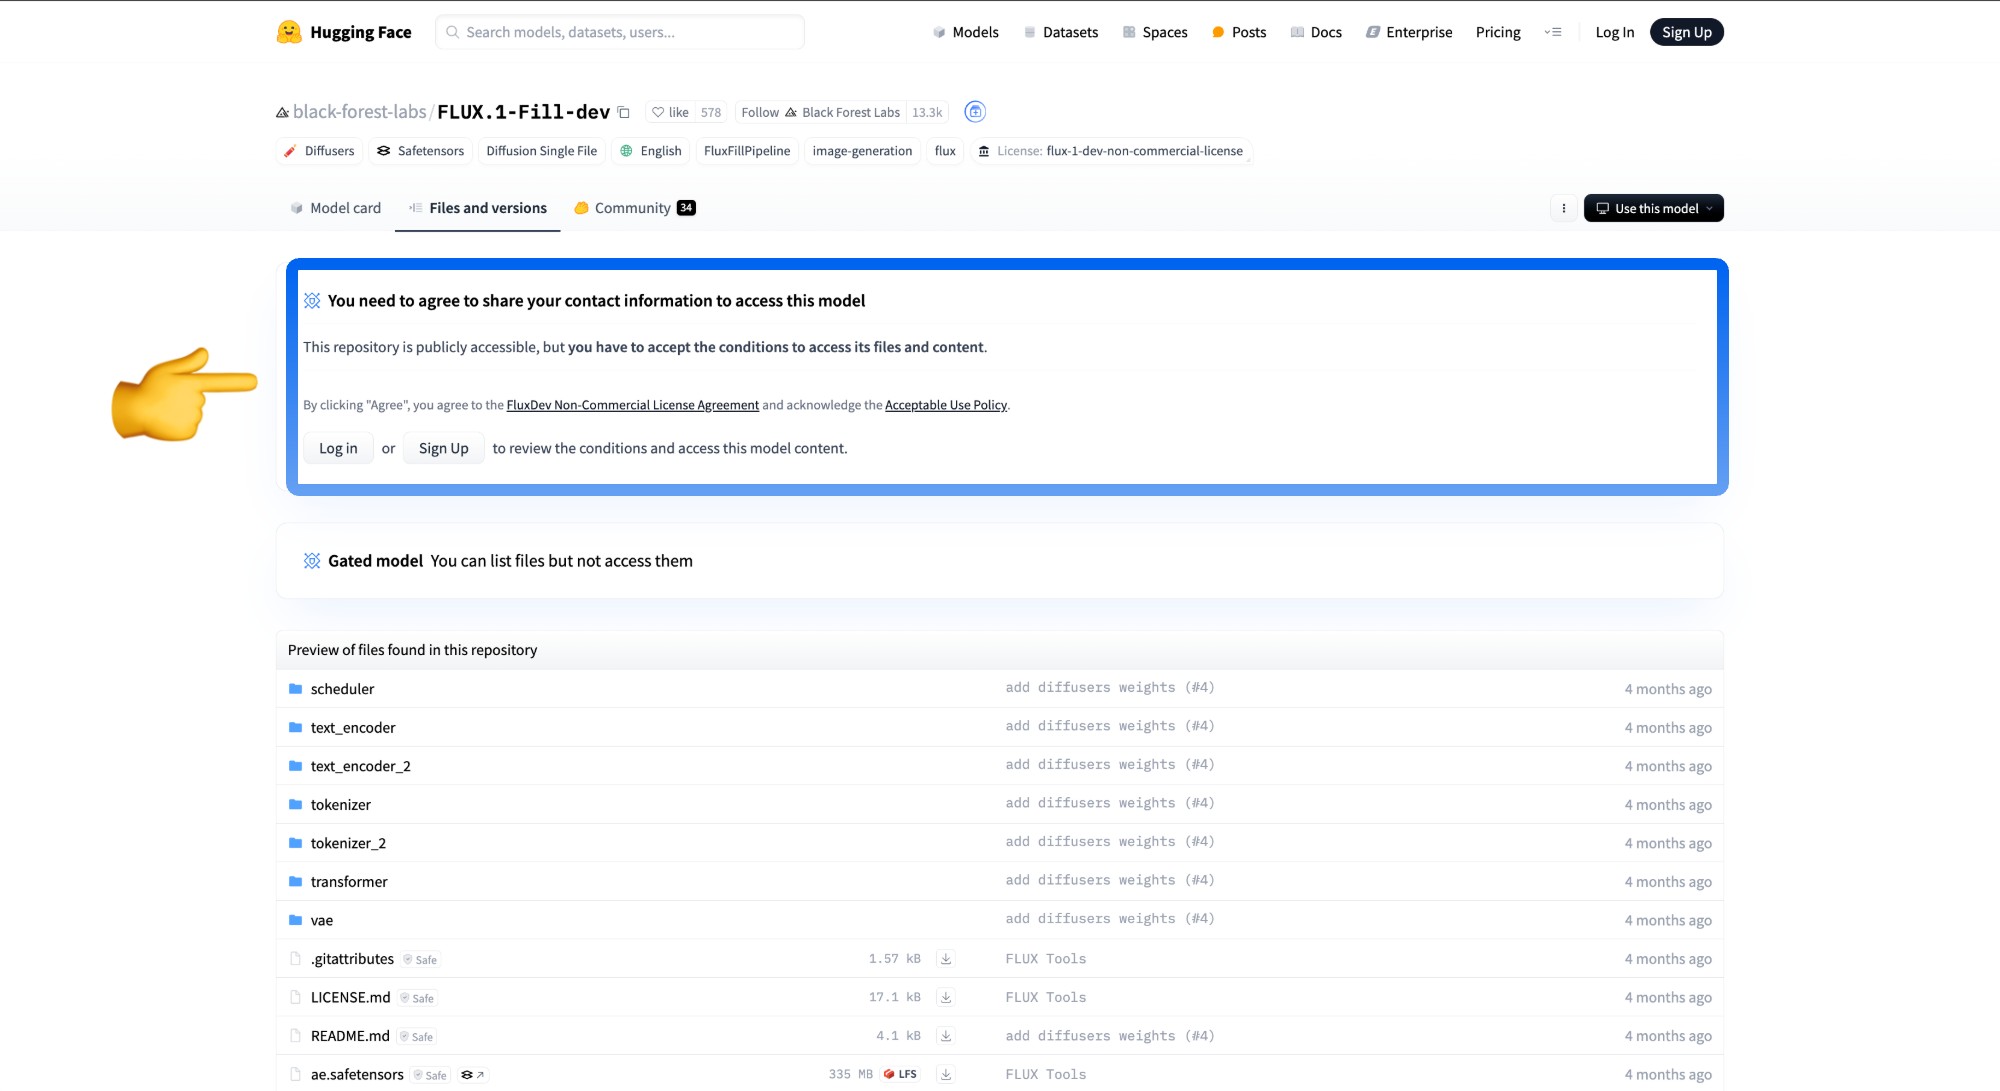 Hugging Face Search models, datasets, users... Models Datasets Spaces Posts Docs Enterprise Pricing Log In Sign Up
black-forest-labs/FLUX.1-Fill-dev like 578 Follow Black Forest Labs 13.3k
Diffusers Safetensors Diffusion Single File English FluxFillPipeline image-generation flux License: flux-1-dev-non-commercial-license
Model card Files and versions Community 34 Use this model
You need to agree to share your contact information to access this model
This repository is publicly accessible, but you have to accept the conditions to access its files and content.
By clicking "Agree", you agree to the FluxDev Non-Commercial License Agreement and acknowledge the Acceptable Use Policy.
Log in or Sign Up to review the conditions and access this model content.
Gated model You can list files but not access them
Preview of files found in this repository
scheduler add diffusers weights (#4) 4 months ago
text_encoder add diffusers weights (#4) 4 months ago
text_encoder_2 add diffusers weights (#4) 4 months ago
tokenizer add diffusers weights (#4) 4 months ago
tokenizer_2 add diffusers weights (#4) 4 months ago
transformer add diffusers weights (#4) 4 months ago
vae add diffusers weights (#4) 4 months ago
.gitattributes Safe 1.57 kB FLUX Tools 4 months ago
LICENSE.md Safe 17.1 kB FLUX Tools 4 months ago
README.md Safe 4.1 kB add diffusers weights (#4) 4 months ago
ae.safetensors Safe 335 MB LFS FLUX Tools 4 months ago